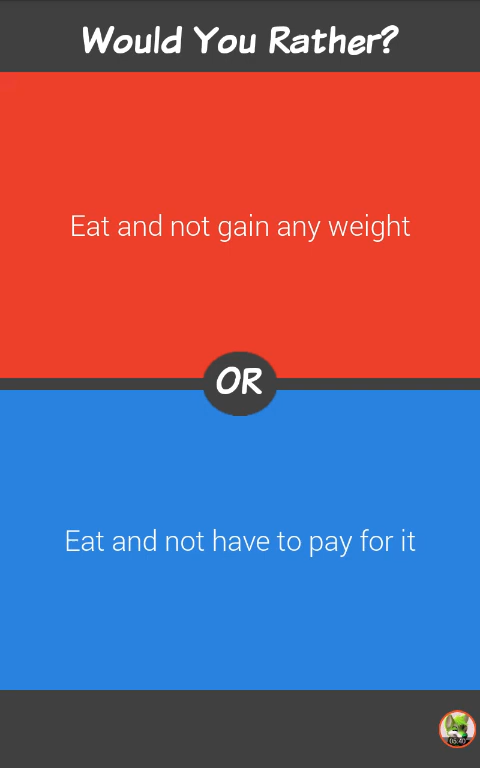 Would You Rather?
Eat and not gain any weight
OR
Eat and not have to pay for it